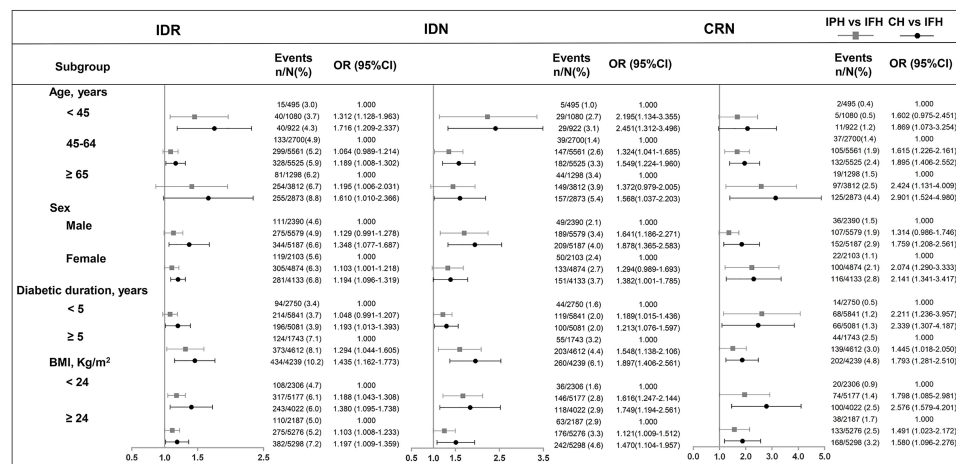 IDR IDN CRN IPH vs IFH CH vs IFH
Subgroup Events n/N(%) OR (95%CI) Events n/N(%) OR (95%CI) Events n/N(%) OR (95%CI)
Age, years
15/495 (3.0) 1.000 5/495 (1.0) 1.000 2/495 (0.4) 1.000
< 45 40/1080 (3.7) 1.312 (1.128-1.963) 29/1080 (2.7) 2.195(1.134-3.355) 5/1080 (0.5) 1.602 (0.975-2.451)
40/922 (4.3) 1.716 (1.209-2.337) 29/922 (3.1) 2.451(1.312-3.496) 11/922 (1.2) 1.869 (1.073-3.254)
45-64 133/2700 (4.9) 1.000 39/2700 (1.4) 1.000 37/2700 (1.4) 1.000
299/5561 (5.2) 1.064 (0.989-1.214) 147/5561 (2.6) 1.324(1.041-1.685) 105/5561 (1.9) 1.615 (1.226-2.161)
328/5525 (5.9) 1.189 (1.008-1.302) 182/5525 (3.3) 1.549(1.224-1.960) 132/5525 (2.4) 1.895 (1.406-2.552)
≥ 65 81/1298 (6.2) 1.000 44/1298 (3.4) 1.000 19/1298 (1.5) 1.000
254/3812 (6.7) 1.195 (1.006-2.031) 149/3812 (3.9) 1.372(0.979-2.005) 97/3812 (2.5) 2.424 (1.131-4.009)
255/2873 (8.8) 1.610 (1.010-2.366) 157/2873 (5.4) 1.568(1.037-2.203) 125/2873 (4.4) 2.901 (1.524-4.980)
Sex
Male 111/2390 (4.6) 1.000 49/2390 (2.1) 1.000 36/2390 (1.5) 1.000
275/5579 (4.9) 1.129 (0.991-1.278) 189/5579 (3.4) 1.641(1.186-2.271) 107/5579 (1.9) 1.314 (0.986-1.746)
344/5187 (6.6) 1.348 (1.077-1.687) 209/5187 (4.0) 1.878(1.365-2.583) 152/5187 (2.9) 1.759 (1.208-2.561)
Female 119/2103 (5.6) 1.000 50/2103 (2.4) 1.000 22/2103 (1.1) 1.000
305/4874 (6.3) 1.103 (1.001-1.218) 133/4874 (2.7) 1.294(0.989-1.693) 100/4874 (2.1) 2.074 (1.290-3.333)
281/4133 (6.8) 1.194 (1.096-1.319) 151/4133 (3.7) 1.382(1.001-1.785) 116/4133 (2.8) 2.141 (1.341-3.417)
Diabetic duration, years
< 5 94/2750 (3.4) 1.000 44/2750 (1.6) 1.000 14/2750 (0.5) 1.000
214/5841 (3.7) 1.048 (0.991-1.207) 119/5841 (2.0) 1.189(1.015-1.436) 68/5841 (1.2) 2.211 (1.236-3.957)
196/5081 (3.9) 1.193 (1.013-1.393) 100/5081 (2.0) 1.213(1.076-1.597) 66/5081 (1.3) 2.339 (1.307-4.187)
≥ 5 124/1743 (7.1) 1.000 55/1743 (3.2) 1.000 44/1743 (2.5) 1.000
373/4612 (8.1) 1.294 (1.044-1.605) 203/4612 (4.4) 1.548(1.138-2.106) 139/4612 (3.0) 1.445 (1.018-2.050)
434/4239 (10.2) 1.435 (1.162-1.773) 260/4239 (6.1) 1.897(1.406-2.561) 202/4239 (4.8) 1.793 (1.281-2.510)
BMI, Kg/m²
< 24 108/2306 (4.7) 1.000 36/2306 (1.6) 1.000 20/2306 (0.9) 1.000
317/5177 (6.1) 1.188 (1.043-1.308) 146/5177 (2.8) 1.616(1.247-2.144) 74/5177 (1.4) 1.798 (1.085-2.981)
243/4022 (6.0) 1.380 (1.095-1.738) 118/4022 (2.9) 1.749(1.194-2.561) 100/4022 (2.5) 2.576 (1.579-4.201)
≥ 24 110/2187 (5.0) 1.000 63/2187 (2.9) 1.000 38/2187 (1.7) 1.000
275/5276 (5.2) 1.103 (1.008-1.233) 176/5276 (3.3) 1.121(1.009-1.512) 133/5276 (2.5) 1.491 (1.023-2.172)
382/5298 (7.2) 1.197 (1.009-1.359) 242/5298 (4.6) 1.470(1.104-1.957) 168/5298 (3.2) 1.580 (1.096-2.276)
1.0 1.5 2.5 0.5 1.5 2.5 3.5 0.0 1.0 2.0 3.0 4.0 5.0